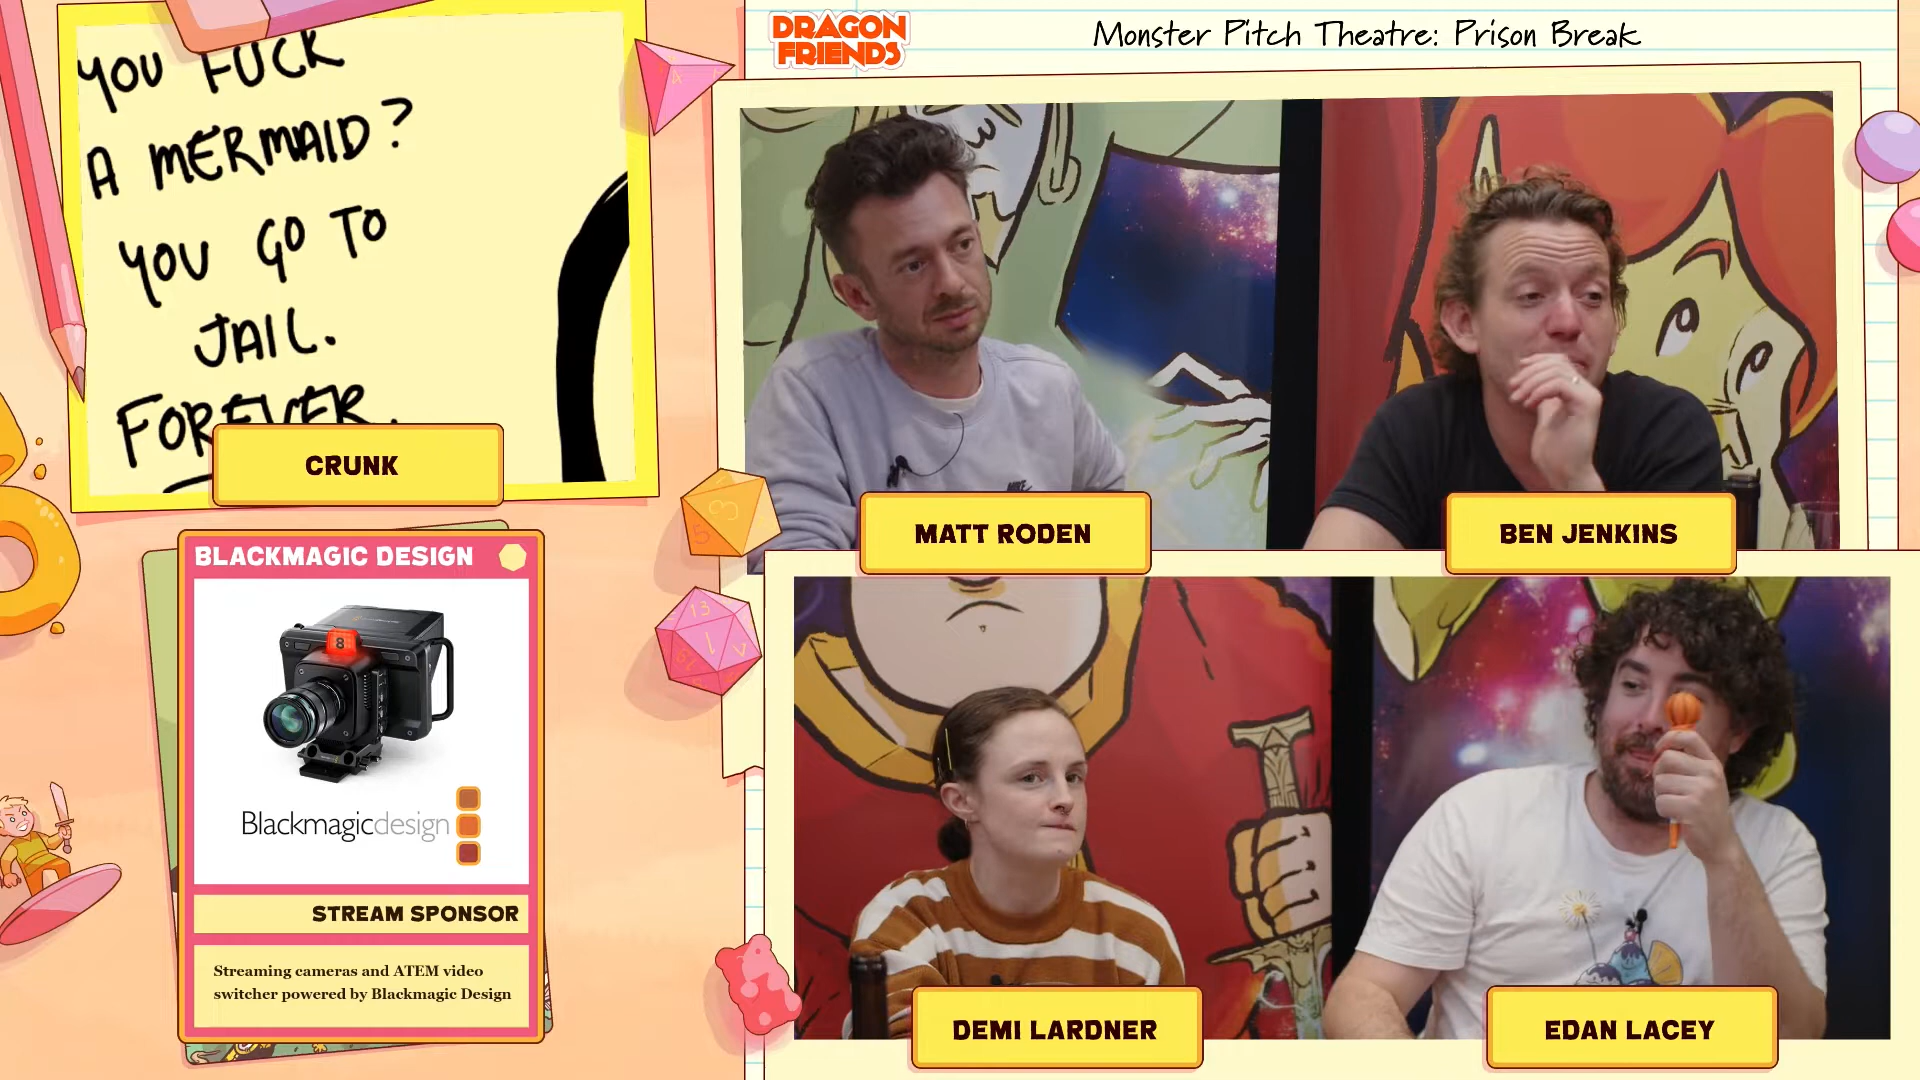 YOU FUCK
A MERMAID?
YOU GO TO
JAIL.
FOREVER.
CRUNK
BLACKMAGIC DESIGN
8
Blackmagicdesign
STREAM SPONSOR
Streaming cameras and ATEM video
switcher powered by Blackmagic Design
DRAGON
FRIENDS
Monster Pitch Theatre: Prison Break
MATT RODEN
BEN JENKINS
DEMI LARDNER
EDAN LACEY